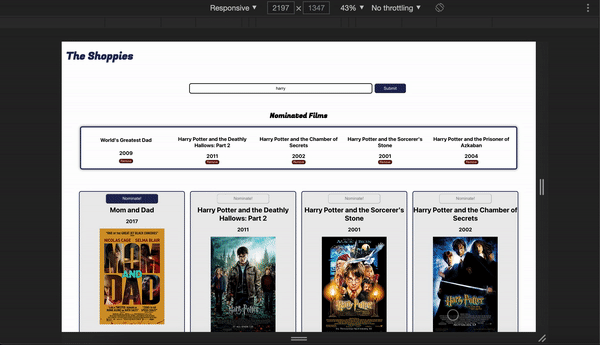 Responsive ▼ 2197 × 1347 43% ▼ No throttling ▼
The Shoppies
harry Submit
Nominated Films
World's Greatest Dad
2009
Remove
Harry Potter and the Deathly
Hallows: Part 2
2011
Remove
Harry Potter and the Chamber of
Secrets
2002
Remove
Harry Potter and the Sorcerer's
Stone
2001
Remove
Harry Potter and the Prisoner of
Azkaban
2004
Remove
Nominate!
Mom and Dad
2017
NICOLAS CAGE SELMA BLAIR
MOM
AND
DAD
Nominate!
Harry Potter and the Deathly
Hallows: Part 2
2011
Harry Potter
Nominate!
Harry Potter and the Sorcerer's
Stone
2001
Harry Potter
Nominate!
Harry Potter and the Chamber of
Secrets
2002
Harry Potter